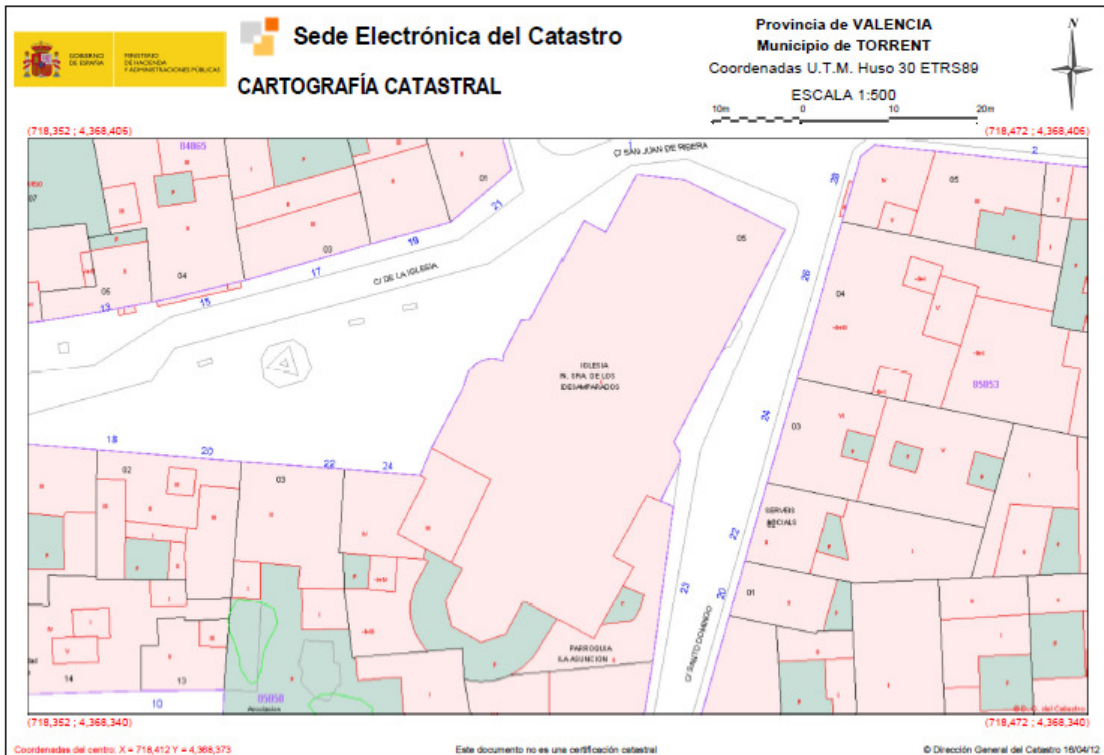 GOBIERNO
DE ESPAÑA
MINISTERIO
DE HACIENDA
Y ADMINISTRACIONES PÚBLICAS
Sede Electrónica del Catastro
CARTOGRAFÍA CATASTRAL
Provincia de VALENCIA
Municipio de TORRENT
Coordenadas U.T.M. Huso 30 ETRS89
ESCALA 1:500
N
10m 0 10 20m
(718,352 ; 4,368,406)
(718,472 ; 4,368,406)
04865
C/ SAN JUAN DE RIBERA
2
28
05
01
21
05
19
03
17
C/ DE LA IGLESIA
04
15
06
13
26
04
IGLESIA
N. SRA. DE LOS
DESAMPARADOS
05053
24
03
18
20
22
24
02
03
SERVEIS
SOCIALS
22
23
20
01
C/ SANTO DOMINGO
PARROQUIA
LA ASUNCION
14
13
10
05050
© D. G. del Catastro
(718,352 ; 4,368,340)
(718,472 ; 4,368,340)
Coordenadas del centro: X = 718,412 Y = 4,368,373
Este documento no es una certificación catastral
© Dirección General del Catastro 16/04/12